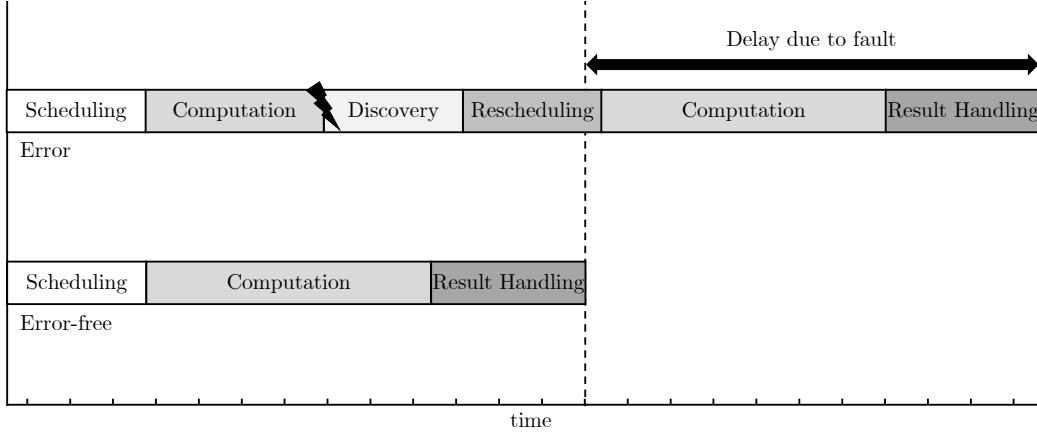 Delay due to fault
Scheduling Computation Discovery Rescheduling Computation Result Handling
Error
Scheduling Computation Result Handling
Error-free
time